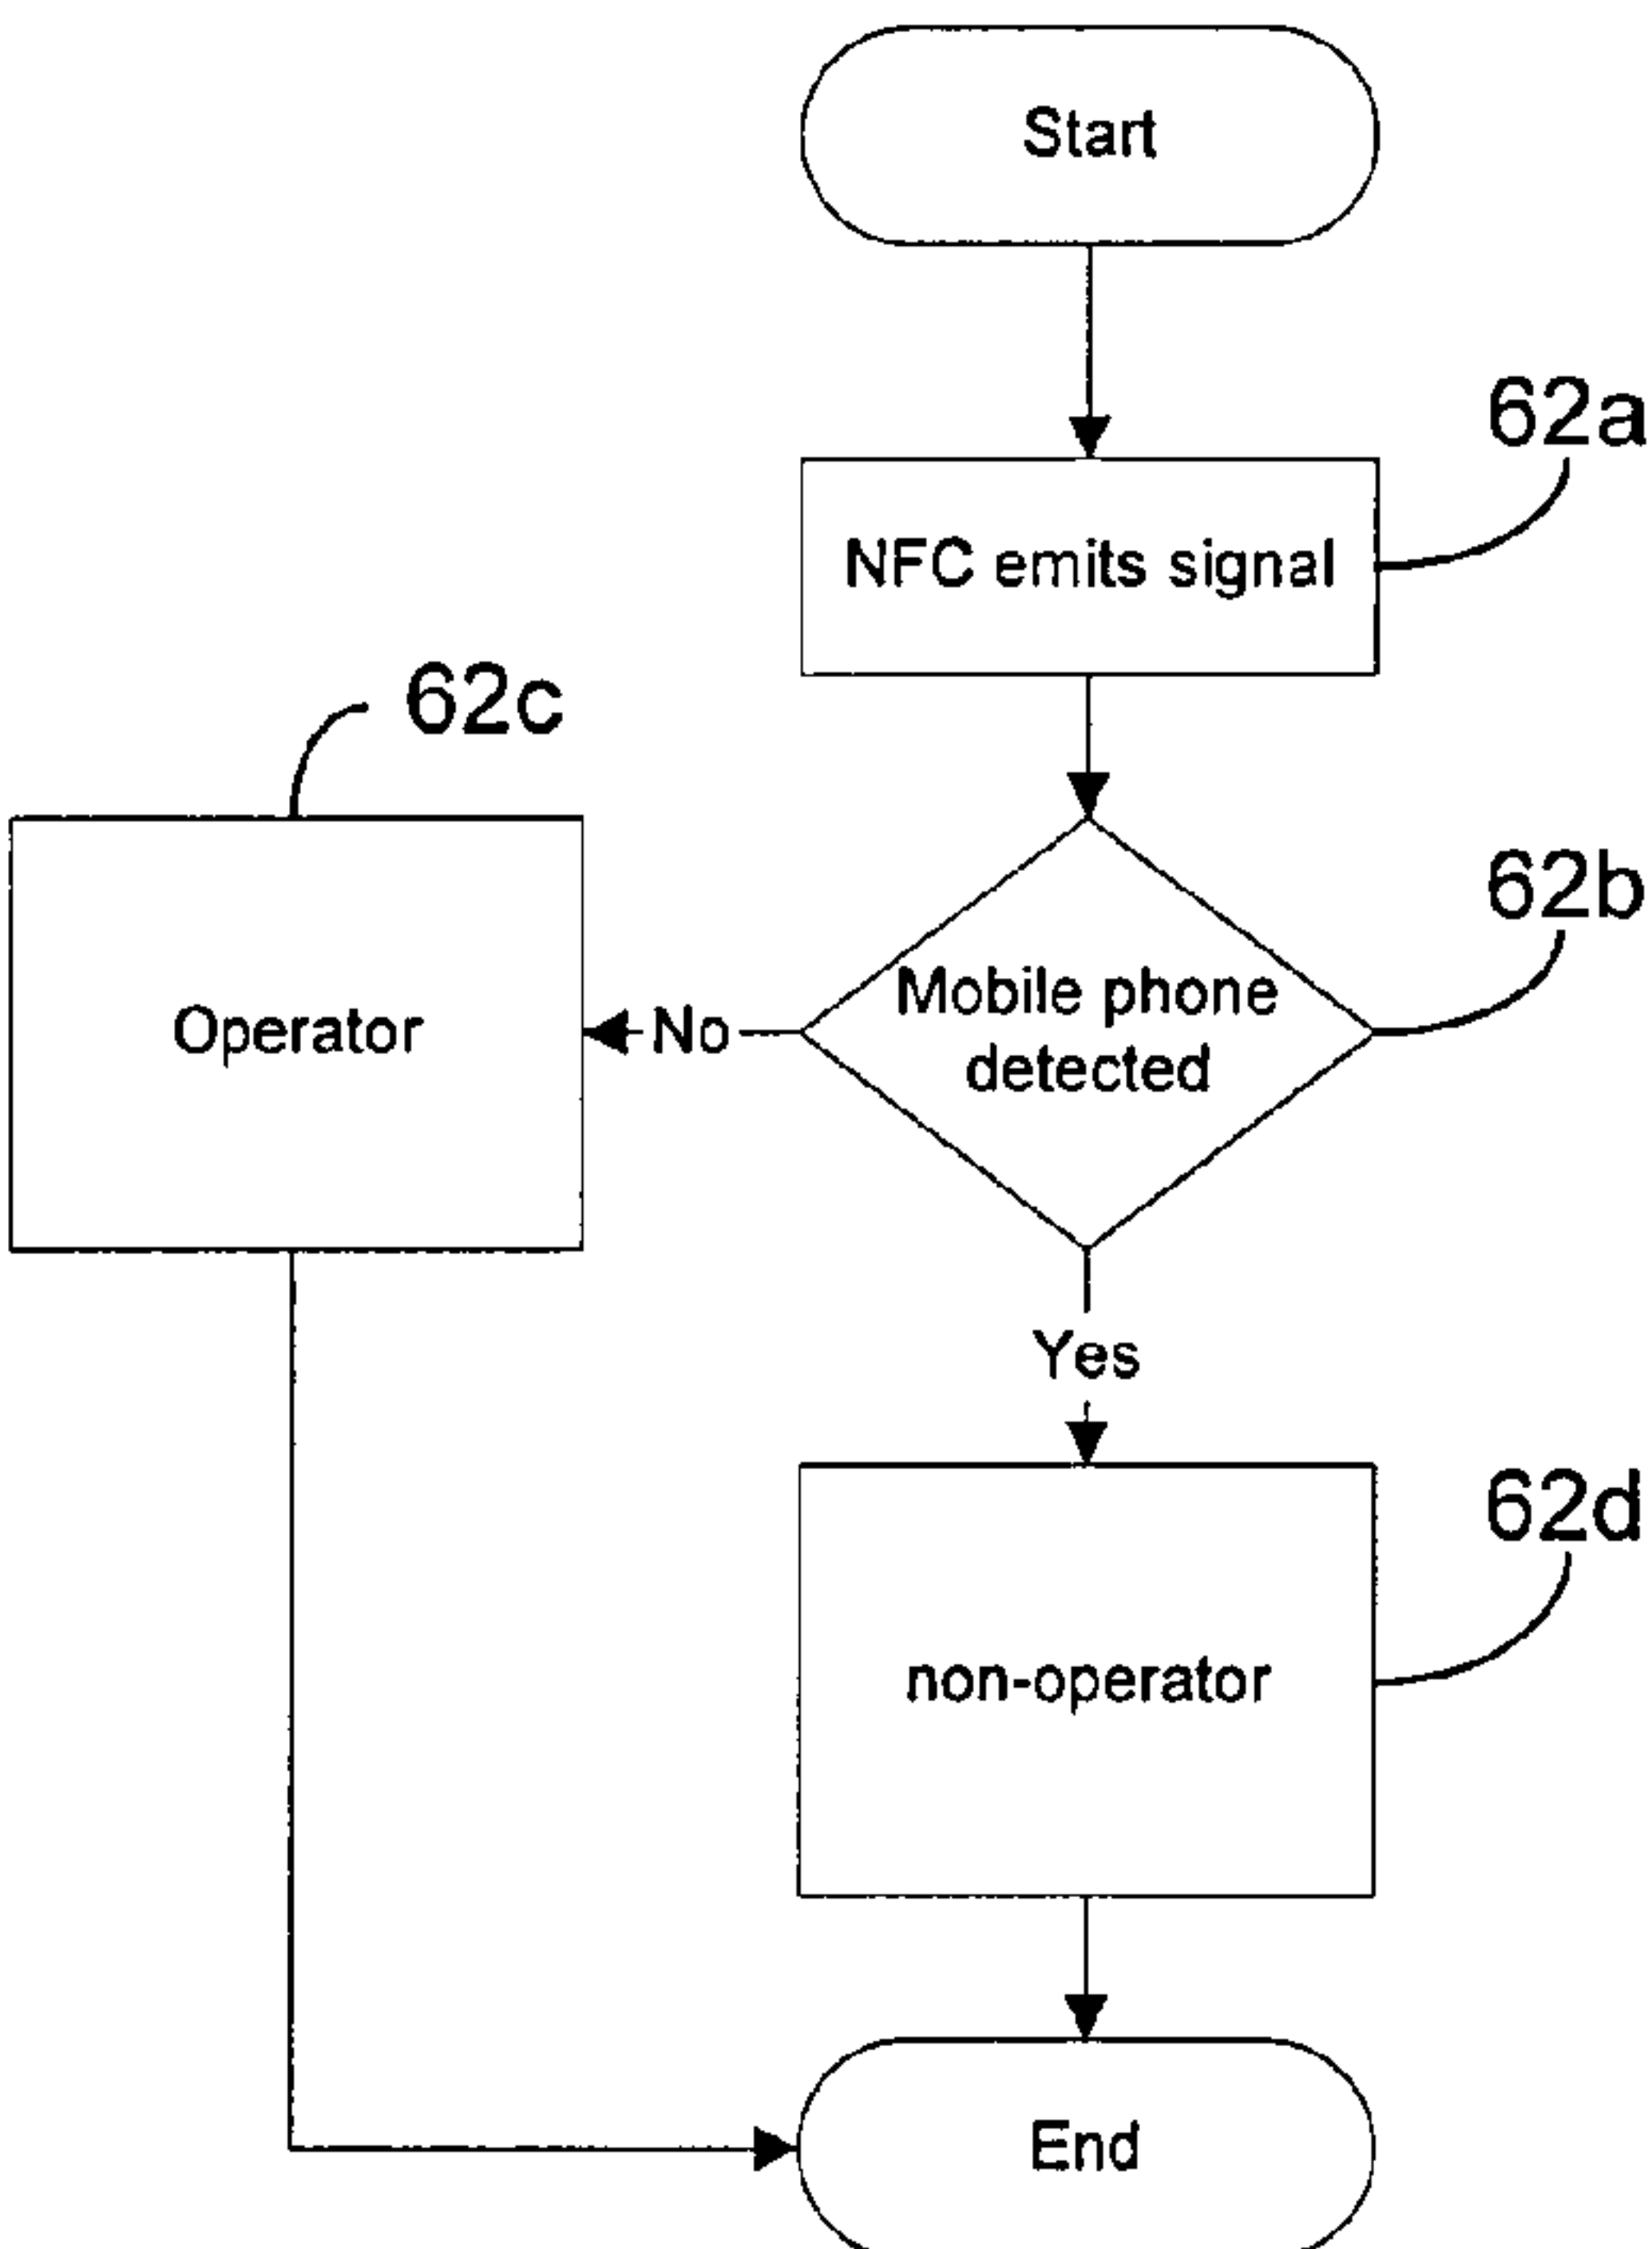 Start
62a
NFC emits signal
62c
62b
Mobile phone
detected
No
Operator
Yes
62d
non-operator
End